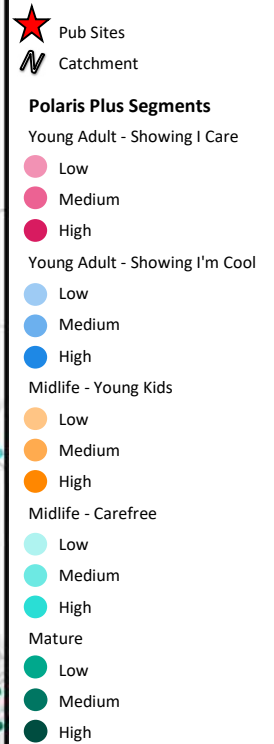 Pub Sites
Catchment
Polaris Plus Segments
Young Adult - Showing I Care
Low
Medium
High
Young Adult - Showing I'm Cool
Low
Medium
High
Midlife - Young Kids
Low
Medium
High
Midlife - Carefree
Low
Medium
High
Mature
Low
Medium
High